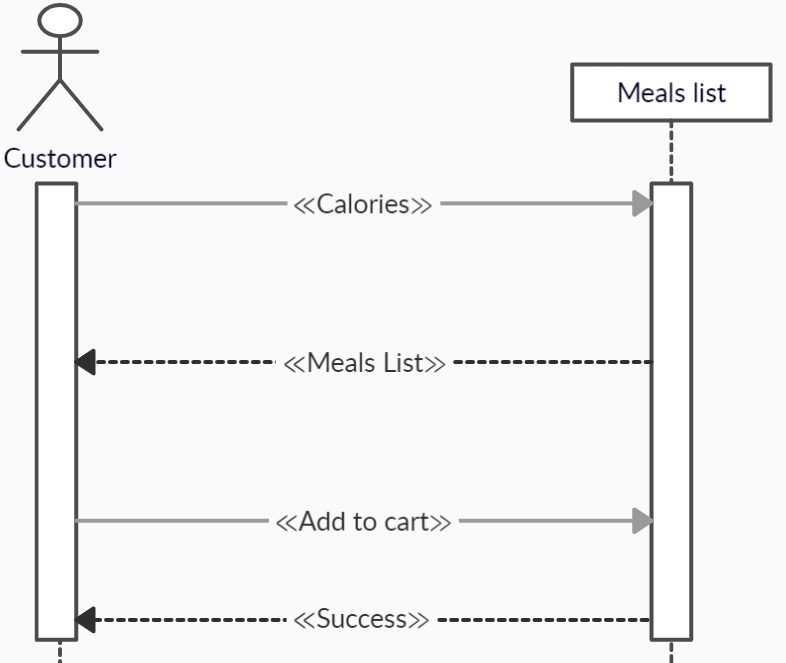 Meals list
Customer
≪Calories≫
≪Meals List≫
≪Add to cart≫
≪Success≫